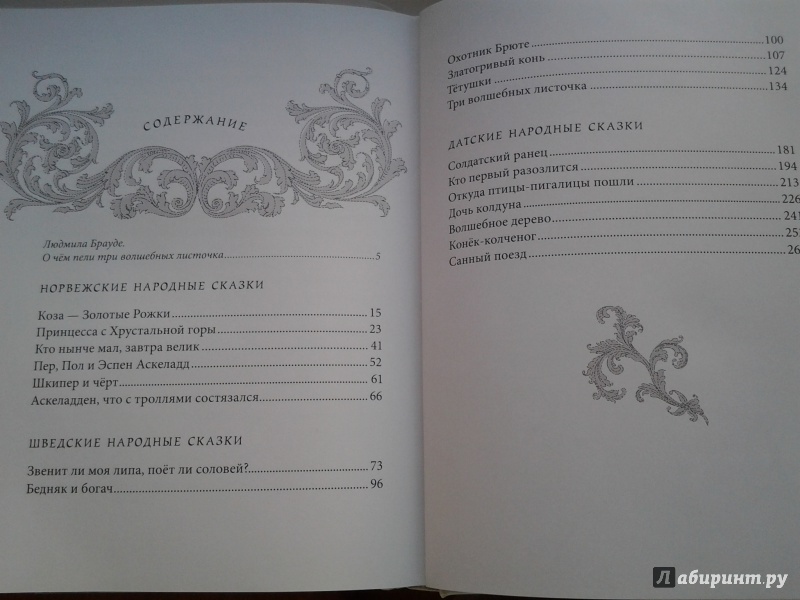 СОДЕРЖАНИЕ
Людмила Брауде.
О чём пели три волшебных листочка 5
НОРВЕЖСКИЕ НАРОДНЫЕ СКАЗКИ
Коза — Золотые Рожки 15
Принцесса с Хрустальной горы 23
Кто нынче мал, завтра велик 41
Пер, Пол и Эспен Аскеладд 52
Шкипер и чёрт 61
Аскеладден, что с троллями состязался 66
ШВЕДСКИЕ НАРОДНЫЕ СКАЗКИ
Звенит ли моя липа, поёт ли соловей? 73
Бедняк и богач 96
Охотник Брюте 100
Златогривый конь 107
Тётушки 124
Три волшебных листочка 134
ДАТСКИЕ НАРОДНЫЕ СКАЗКИ
Солдатский ранец 181
Кто первый разозлится 194
Откуда птицы-пигалицы пошли 213
Дочь колдуна 226
Волшебное дерево 241
Конёк-колченог 251
Санный поезд 26
Лабиринт.ру